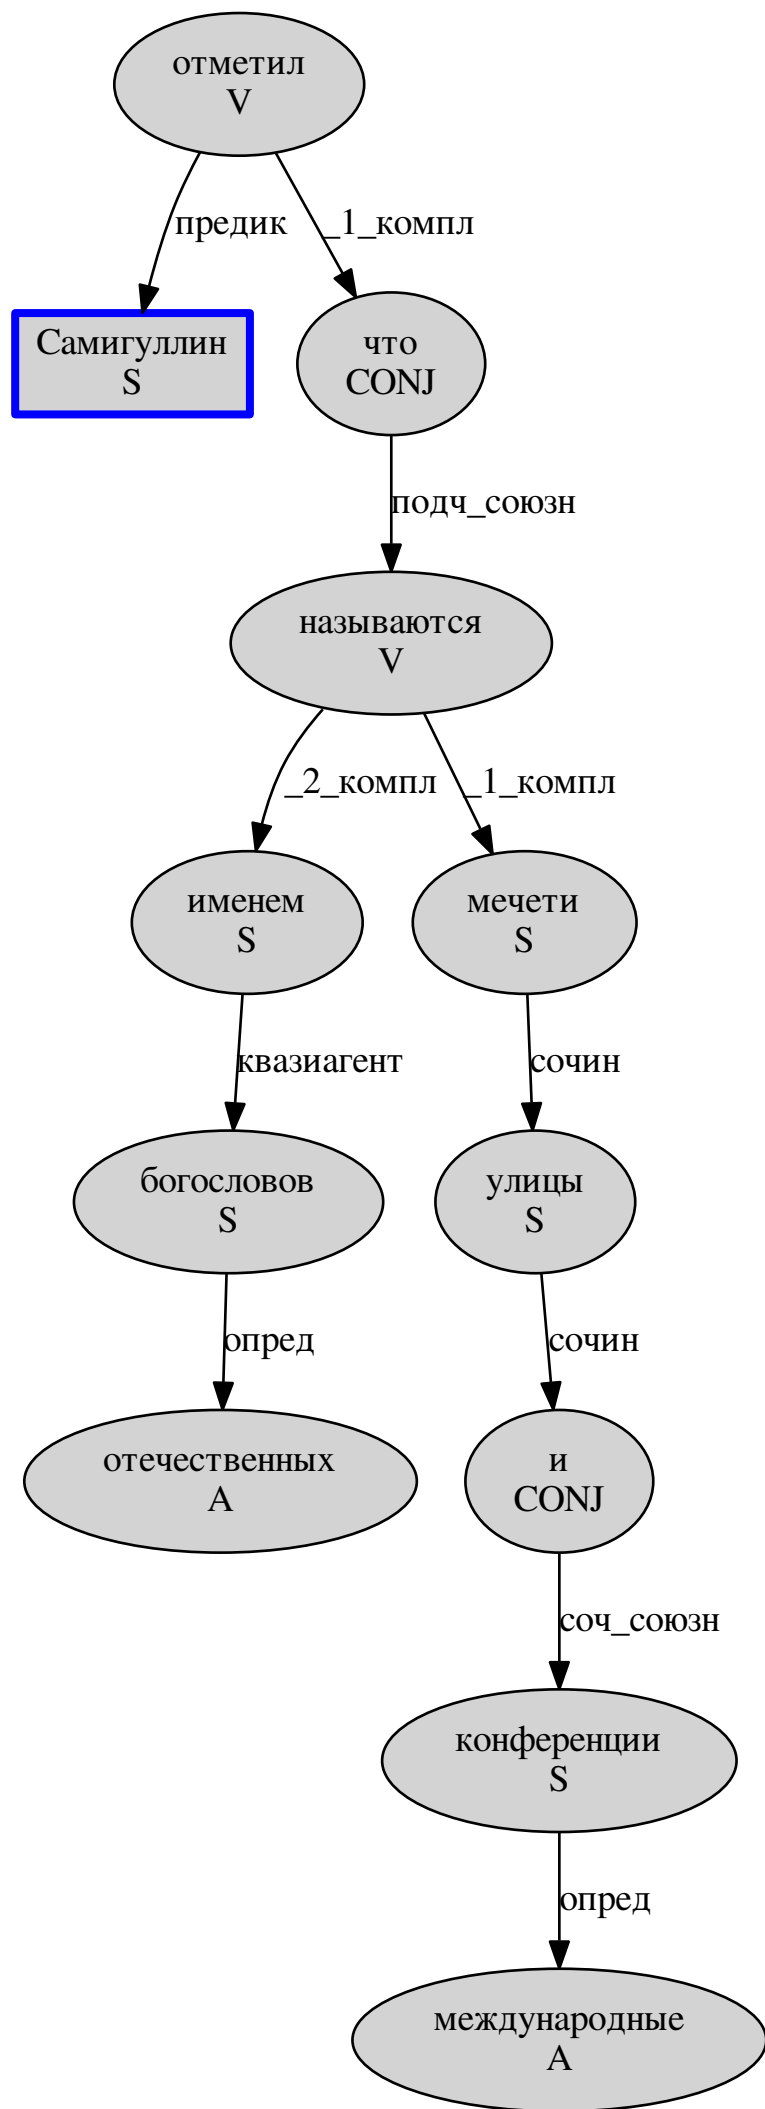 отметил
V
предик
_1_компл
Самигуллин
S
что
CONJ
подч_союзн
называются
V
_2_компл
_1_компл
именем
S
мечети
S
квазиагент
сочин
богословов
S
улицы
S
опред
сочин
отечественных
A
и
CONJ
соч_союзн
конференции
S
опред
международные
A